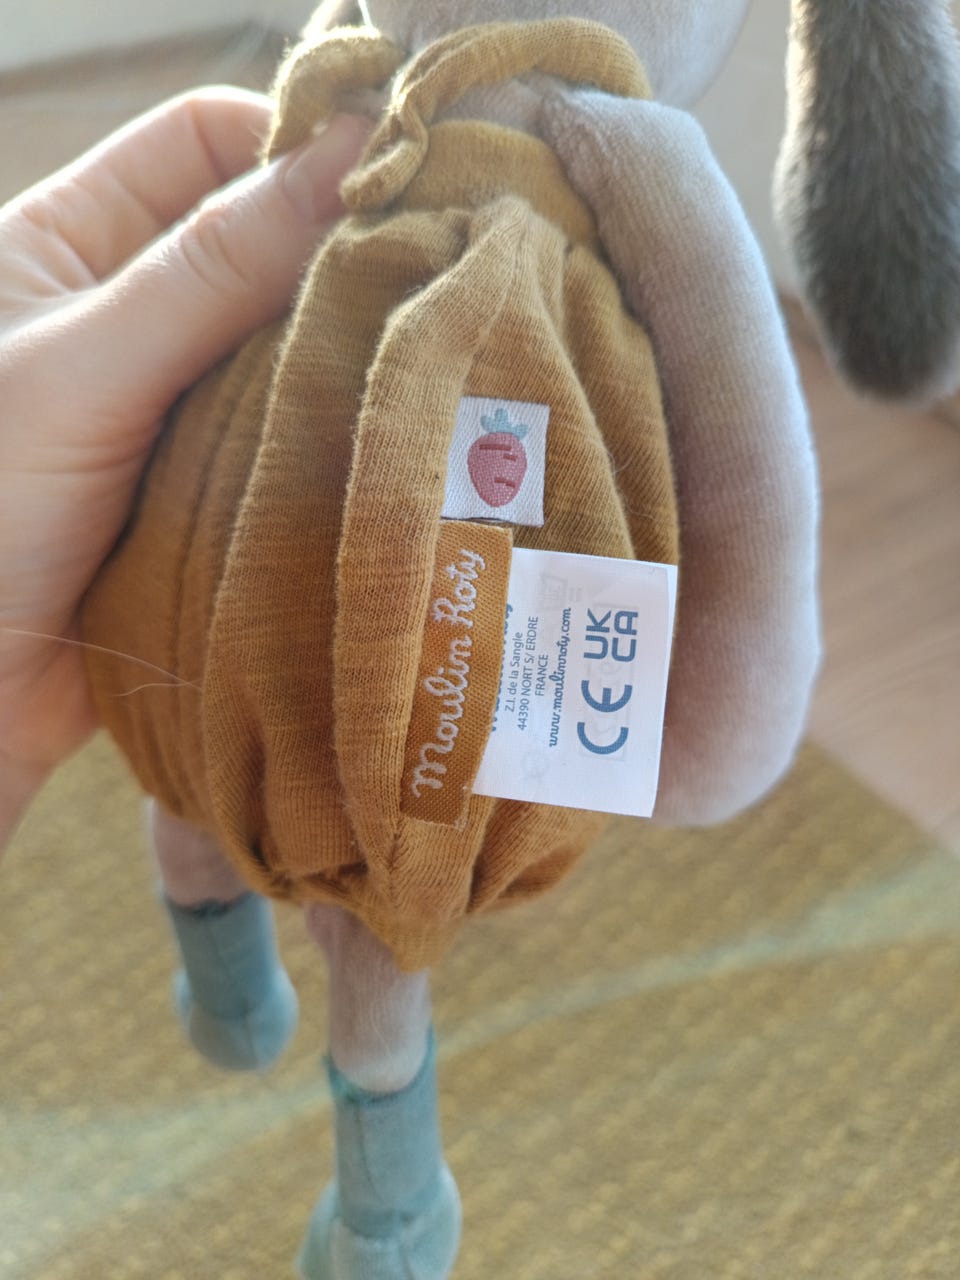 Moulin Roty
Z.I. de la Sangle
44390 NORT S/ ERDRE
FRANCE
www.moulinroty.com
CE UK
CA